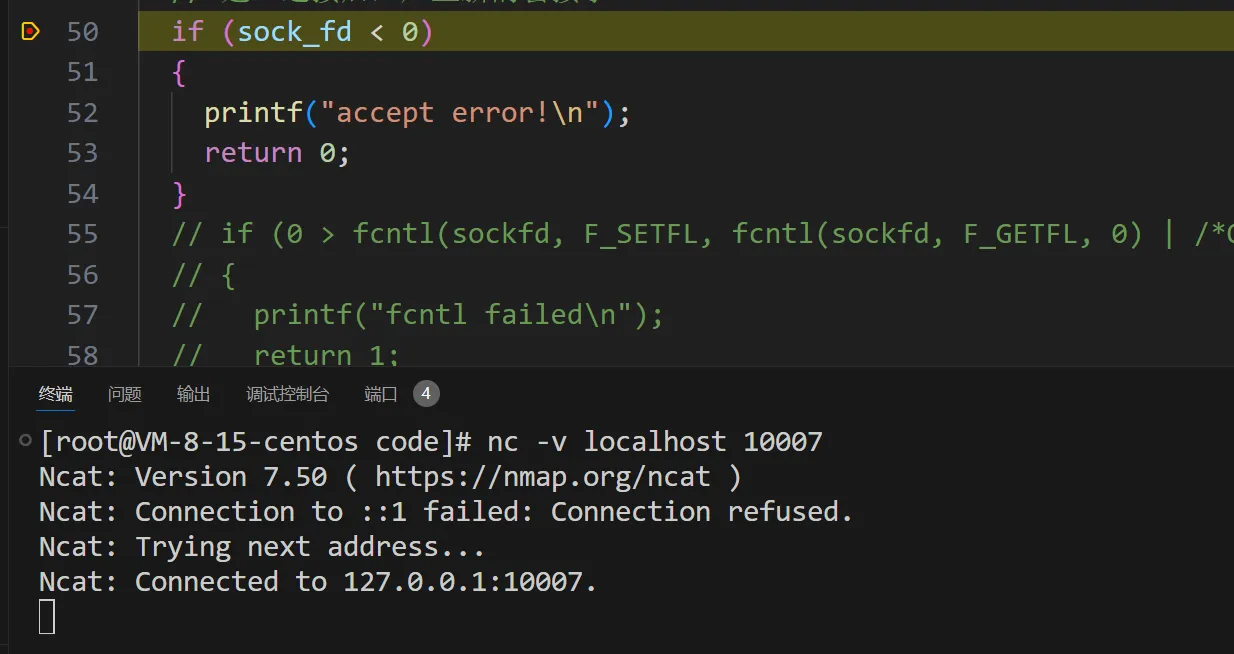 50 if (sock_fd < 0)
51 {
52 printf("accept error!\n");
53 return 0;
54 }
55 // if (0 > fcntl(sockfd, F_SETFL, fcntl(sockfd, F_GETFL, 0) | /*
56 // {
57 //   printf("fcntl failed\n");
58 //   return 1;
终端 问题 输出 调试控制台 端口 4
[root@VM-8-15-centos code]# nc -v localhost 10007
Ncat: Version 7.50 ( https://nmap.org/ncat )
Ncat: Connection to ::1 failed: Connection refused.
Ncat: Trying next address...
Ncat: Connected to 127.0.0.1:10007.